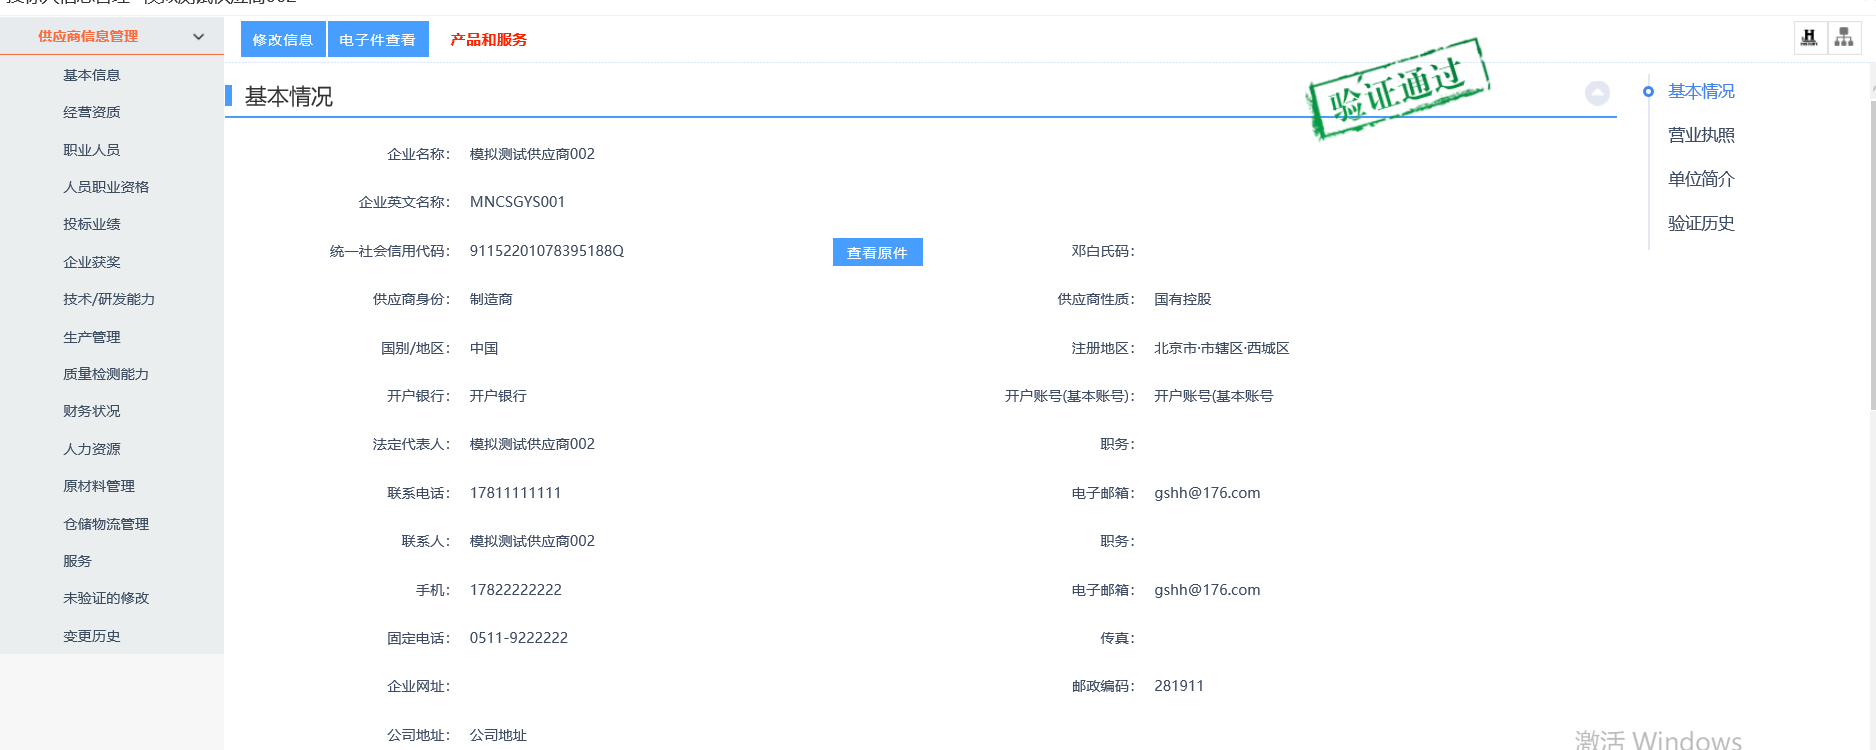 供应商信息管理
基本信息
经营资质
职业人员
人员职业资格
投标业绩
企业获奖
技术/研发能力
生产管理
质量检测能力
财务状况
人力资源
原材料管理
仓储物流管理
服务
未验证的修改
变更历史
修改信息 电子件查看 产品和服务
验证通过
基本情况
企业名称： 模拟测试供应商002
企业英文名称： MNCSGYS001
统一社会信用代码： 91152201078395188Q 查看原件 邓白氏码：
供应商身份： 制造商 供应商性质： 国有控股
国别/地区： 中国 注册地区： 北京市·市辖区·西城区
开户银行： 开户银行 开户账号(基本账号)： 开户账号(基本账号
法定代表人： 模拟测试供应商002 职务：
联系电话： 17811111111 电子邮箱： gshh@176.com
联系人： 模拟测试供应商002 职务：
手机： 17822222222 电子邮箱： gshh@176.com
固定电话： 0511-9222222 传真：
企业网址： 邮政编码： 281911
公司地址： 公司地址
基本情况
营业执照
单位简介
验证历史
激活 Windows